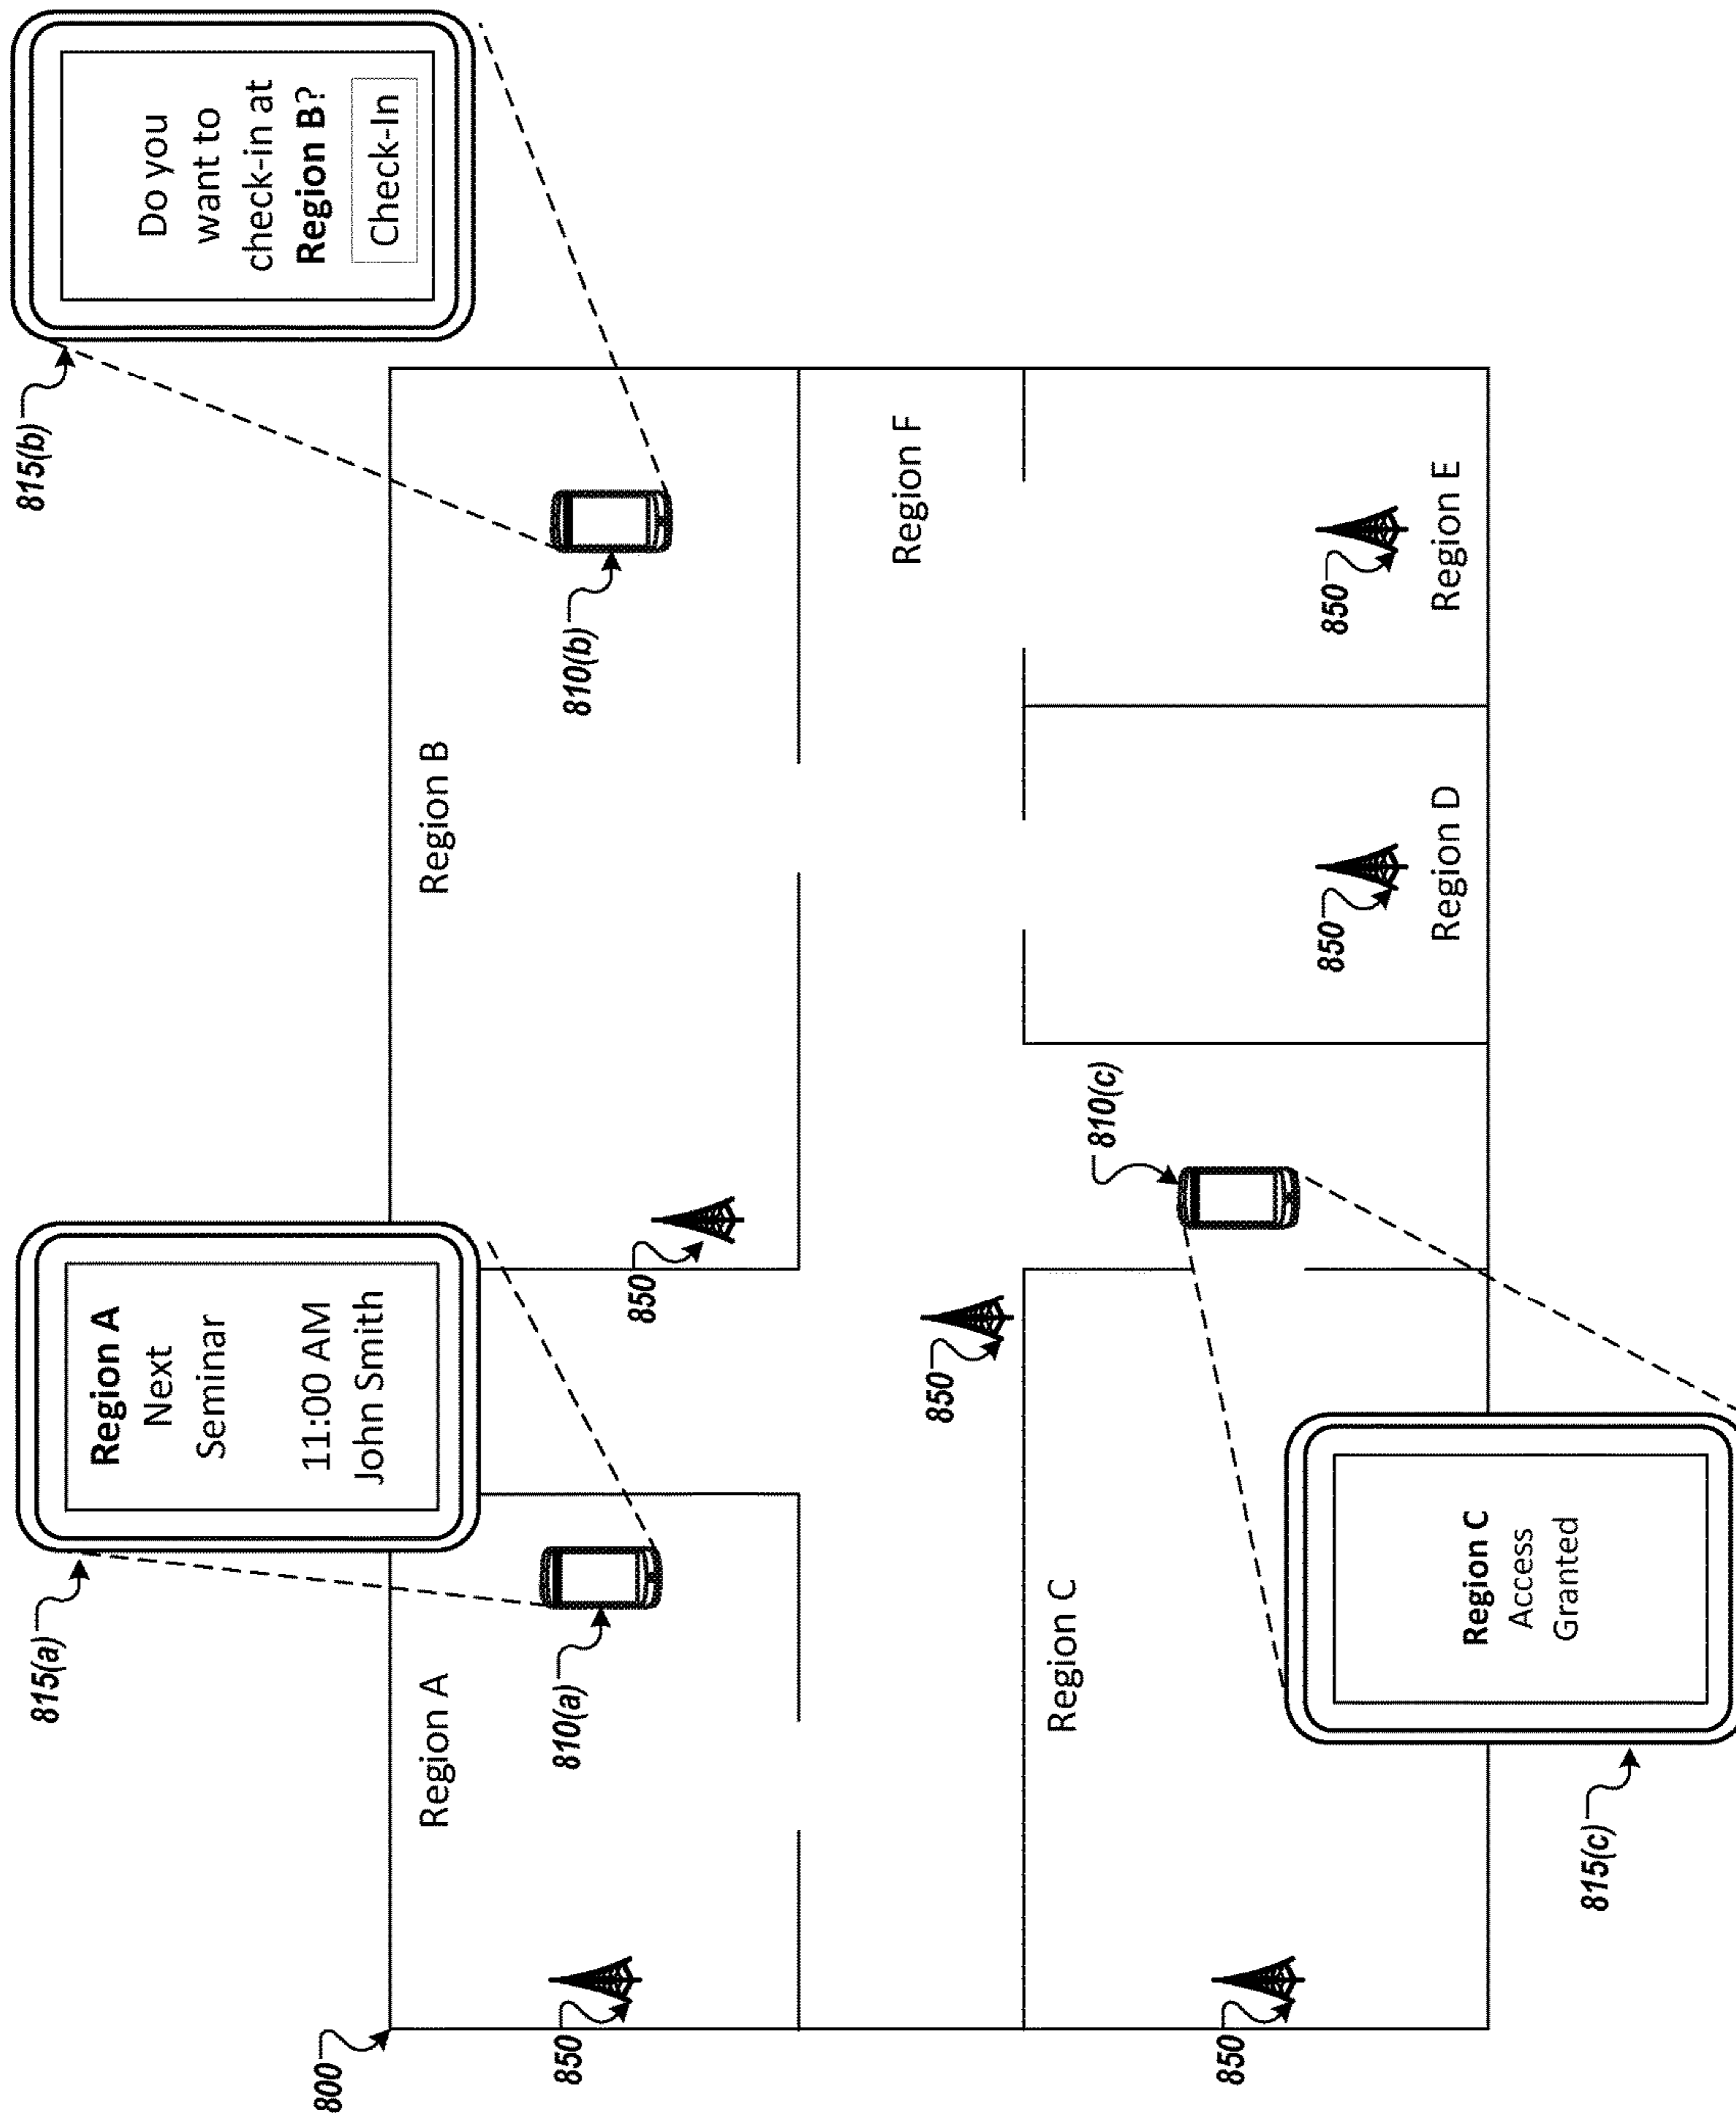 815(a)
Region A
Next
Seminar
11:00 AM
John Smith
815(b)
Do you
want to
check-in at
Region B?
Check-In
800
Region A
Region B
850
810(a)
850
810(b)
Region F
850
Region C
810(c)
850
850
850
Region D
Region E
815(c)
Region C
Access
Granted